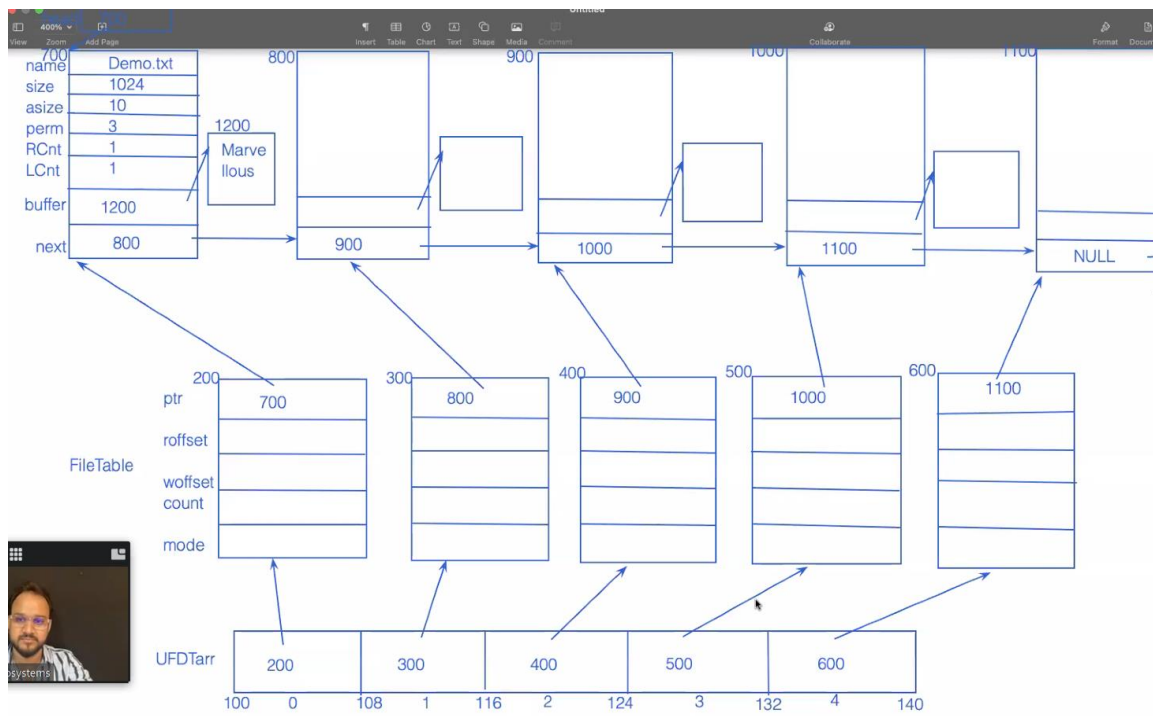 Untitled
400%
View Zoom Add Page Insert Table Chart Text Shape Media Comment Collaborate Format
700 800 900 1000 1100
name Demo.txt
size 1024
asize 10
perm 3
1200
RCnt 1
Marve
LCnt 1
llous
buffer 1200
next 800 900 1000 1100 NULL
200 300 400 500 600
ptr 700 800 900 1000 1100
roffset
FileTable
woffset
count
mode
UFDTarr 200 300 400 500 600
100 0 108 1 116 2 124 3 132 4 140